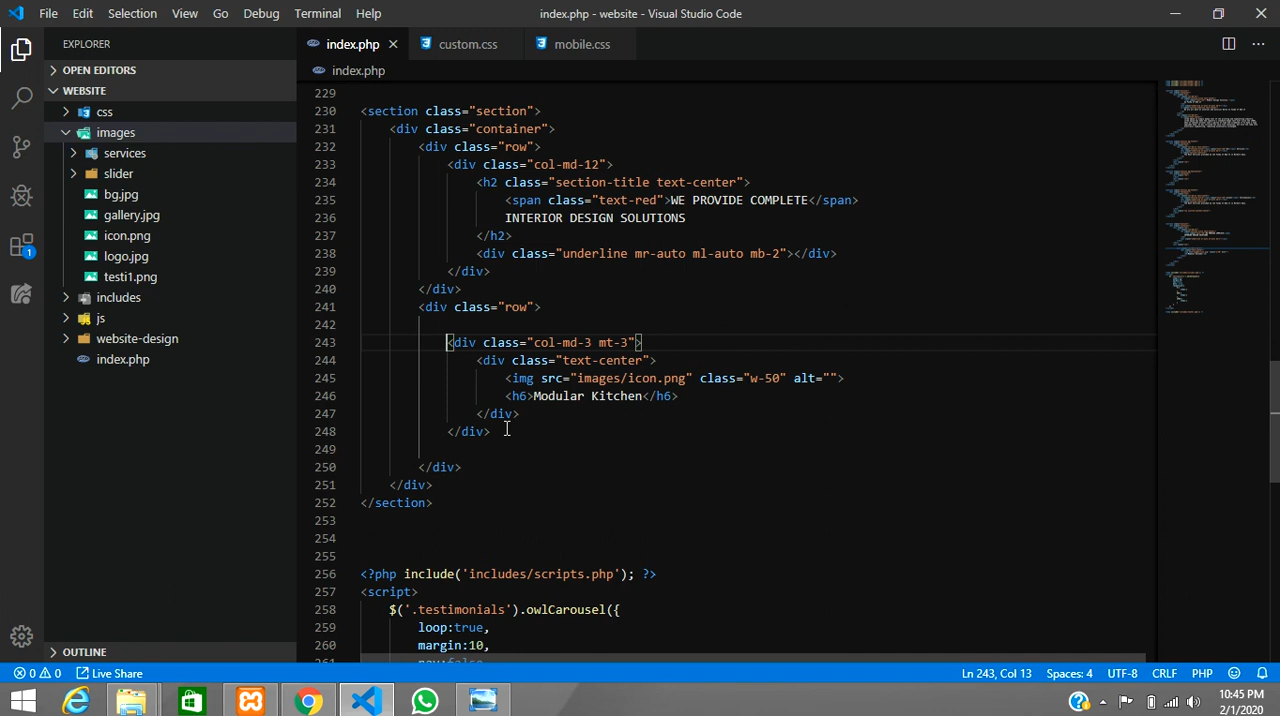 File Edit Selection View Go Debug Terminal Help index.php - website - Visual Studio Code
EXPLORER
OPEN EDITORS
WEBSITE
css
images
services
slider
bg.jpg
gallery.jpg
icon.png
logo.jpg
testi1.png
includes
js
website-design
index.php
OUTLINE
1
index.php custom.css mobile.css
index.php
229
230 <section class="section">
231 <div class="container">
232 <div class="row">
233 <div class="col-md-12">
234 <h2 class="section-title text-center">
235 <span class="text-red">WE PROVIDE COMPLETE</span>
236 INTERIOR DESIGN SOLUTIONS
237 </h2>
238 <div class="underline mr-auto ml-auto mb-2"></div>
239 </div>
240 </div>
241 <div class="row">
242
243 <div class="col-md-3 mt-3">
244 <div class="text-center">
245 <img src="images/icon.png" class="w-50" alt="">
246 <h6>Modular Kitchen</h6>
247 </div>
248 </div>
249
250 </div>
251 </div>
252 </section>
253
254
255
256 <?php include('includes/scripts.php'); ?>
257 <script>
258 $('.testimonials').owlCarousel({
259 loop:true,
260 margin:10,
261 nav:false
0 0 Live Share Ln 243, Col 13 Spaces: 4 UTF-8 CRLF PHP
10:45 PM
2/1/2020